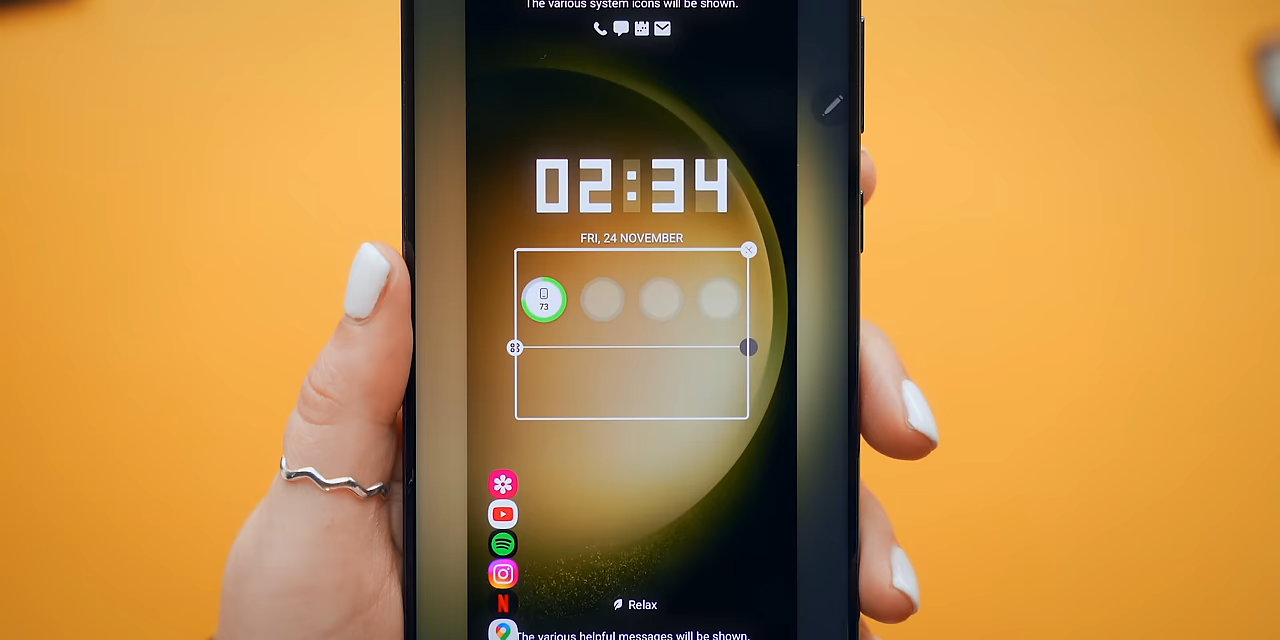 The various system icons will be shown.
02:34
FRI, 24 NOVEMBER
73
Relax
The various helpful messages will be shown.